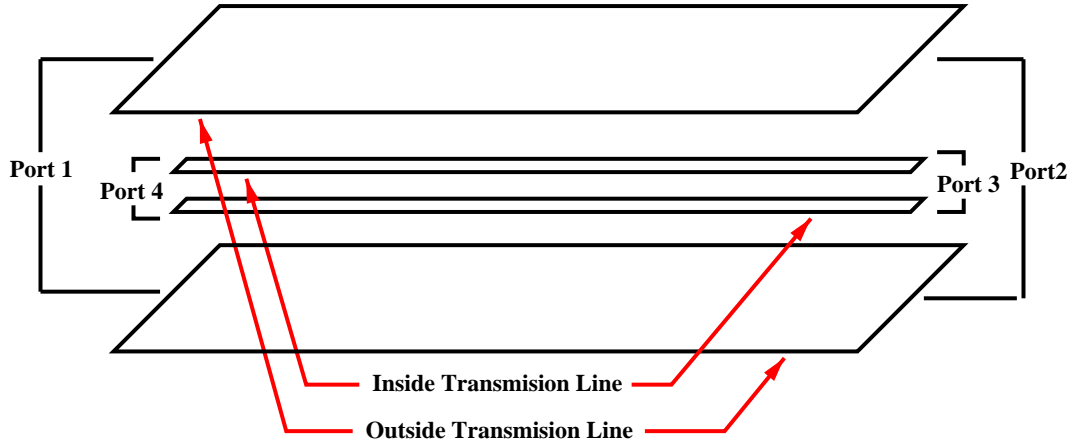 Port 1
Port 4
Port 3
Port2
Inside Transmision Line
Outside Transmision Line